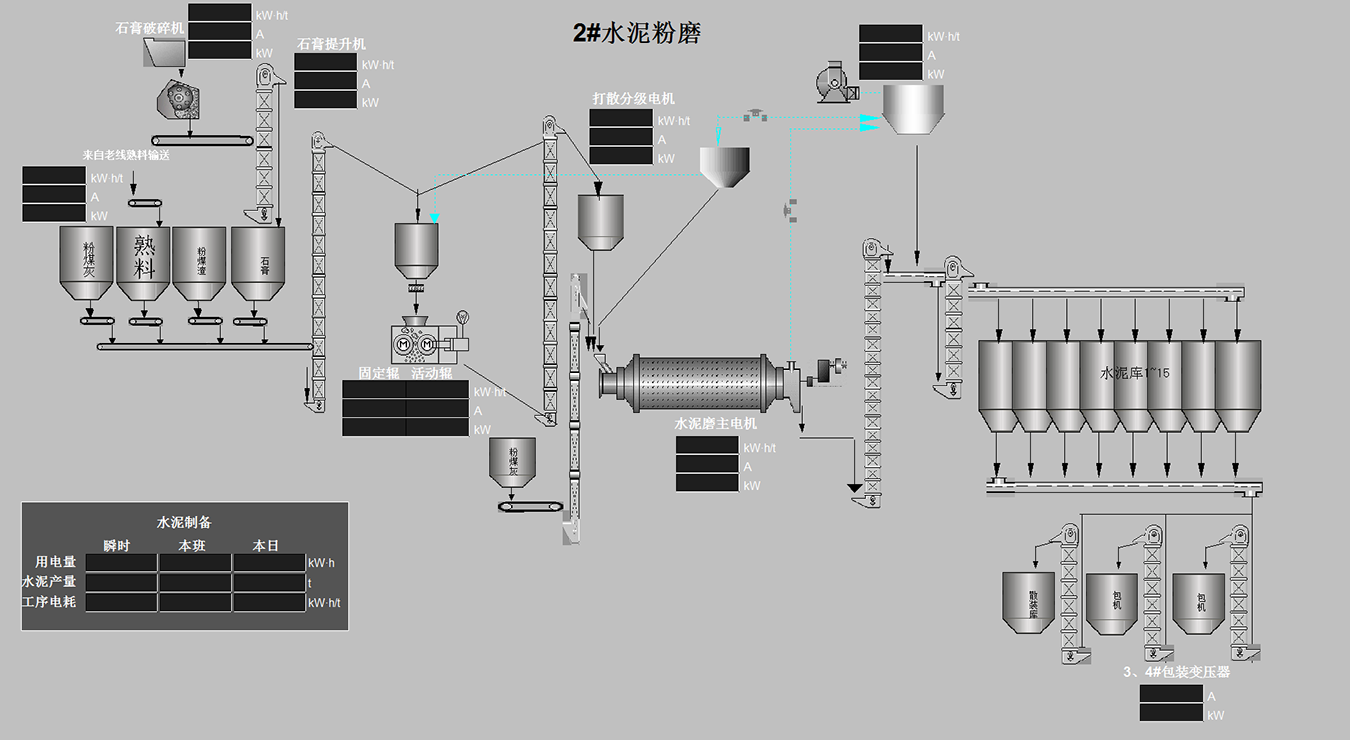 2#水泥粉磨
石膏破碎机
kW·h/t
A
kW
石膏提升机
kW·h/t
A
kW
kW·h/t
A
kW
打散分级电机
kW·h/t
A
kW
来自老线熟料输送
kW·h/t
A
kW
粉煤灰
熟料
粉煤渣
石膏
M
M
固定辊 活动辊
kW·h/t
A
kW
粉煤灰
水泥磨主电机
kW·h/t
A
kW
水泥库1~15
水泥制备
瞬时 本班 本日
用电量 kW·h
水泥产量 t
工序电耗 kW·h/t
散装库
包机
包机
3、4#包装变压器
A
kW